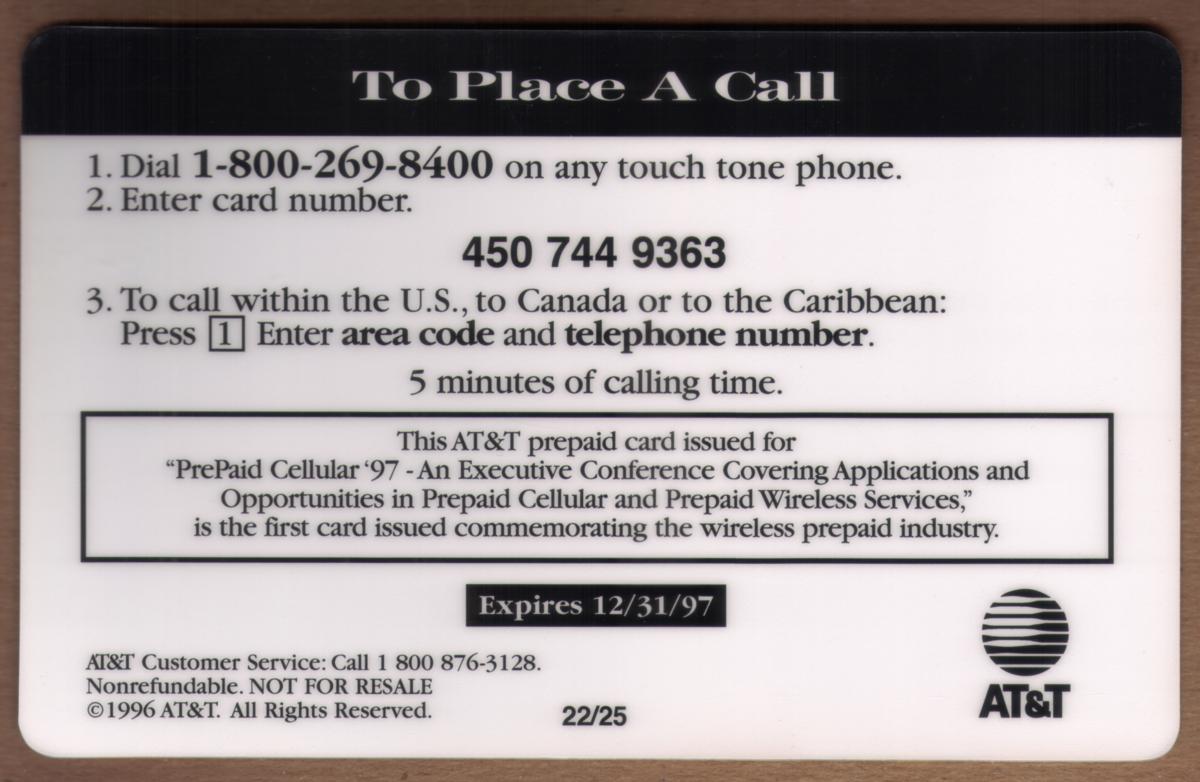 To Place A Call
1. Dial 1-800-269-8400 on any touch tone phone.
2. Enter card number.
450 744 9363
3. To call within the U.S., to Canada or to the Caribbean:
Press 1 Enter area code and telephone number.
5 minutes of calling time.
This AT&T prepaid card issued for
“PrePaid Cellular ‘97 - An Executive Conference Covering Applications and
Opportunities in Prepaid Cellular and Prepaid Wireless Services,”
is the first card issued commemorating the wireless prepaid industry.
Expires 12/31/97
AT&T Customer Service: Call 1 800 876-3128.
Nonrefundable. NOT FOR RESALE
©1996 AT&T. All Rights Reserved.
22/25
AT&T